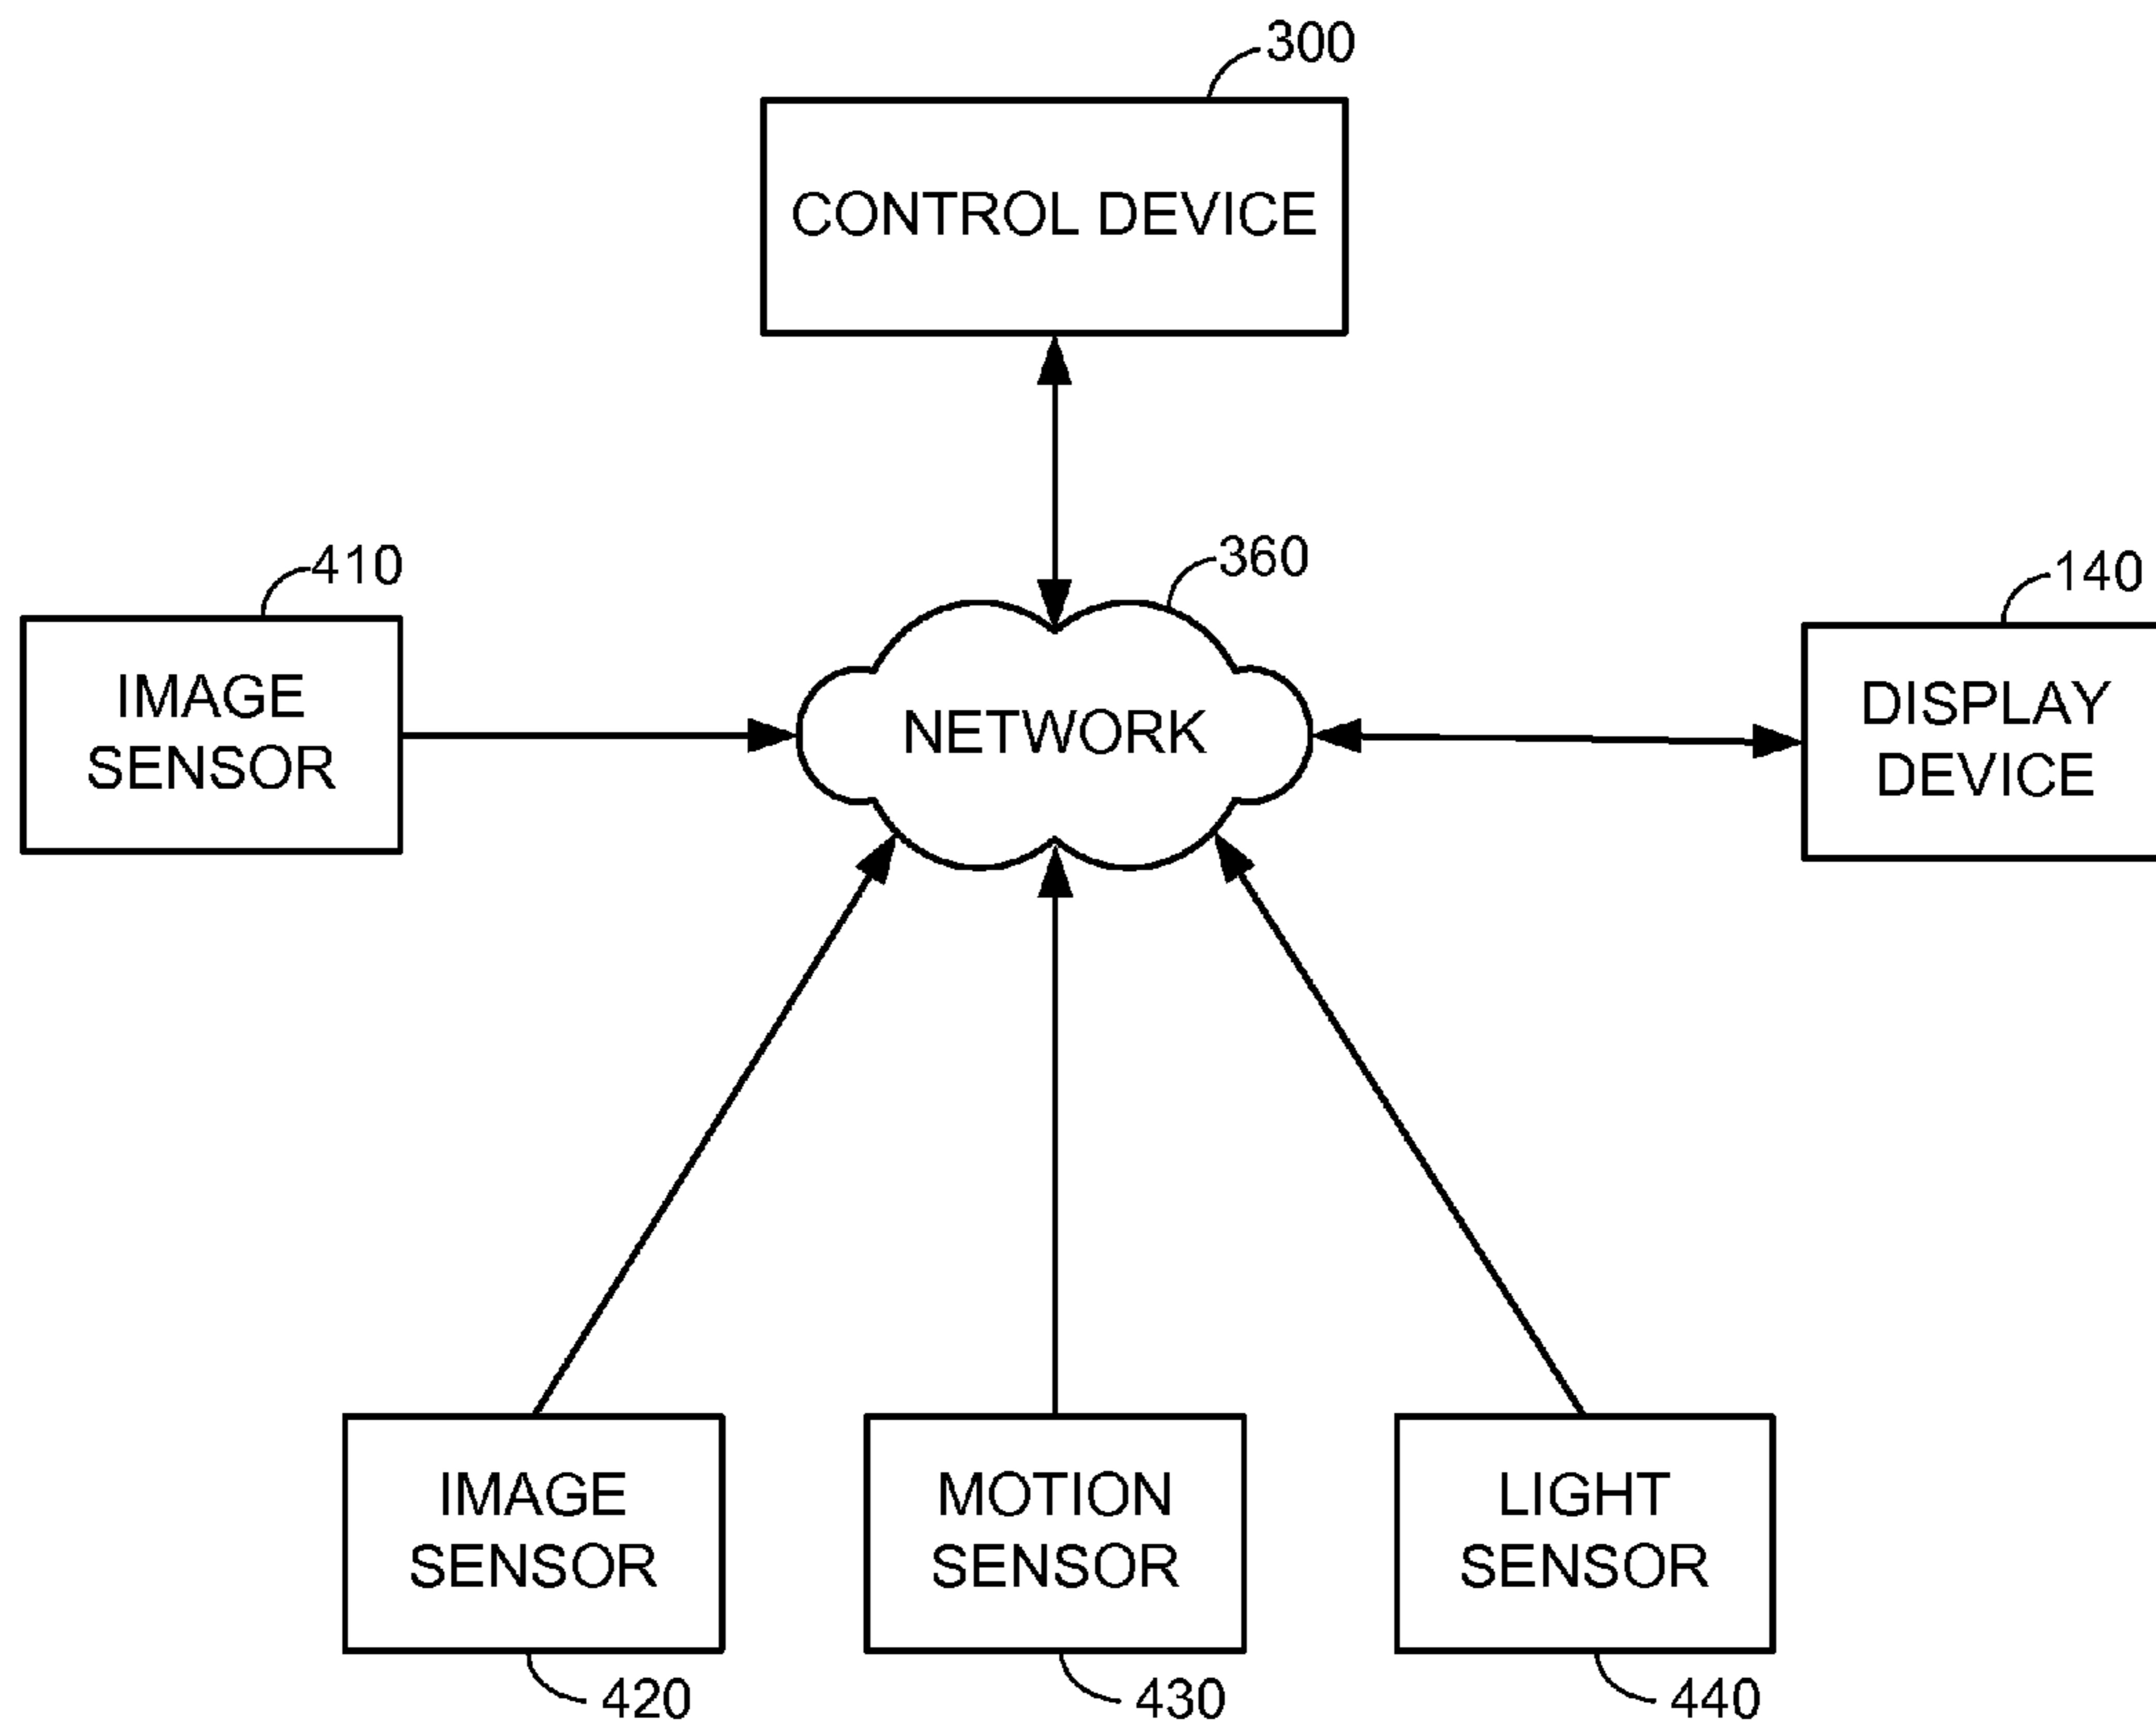 300
CONTROL DEVICE
360
410
140
IMAGE
SENSOR
NETWORK
DISPLAY
DEVICE
IMAGE
SENSOR
MOTION
SENSOR
LIGHT
SENSOR
420
430
440